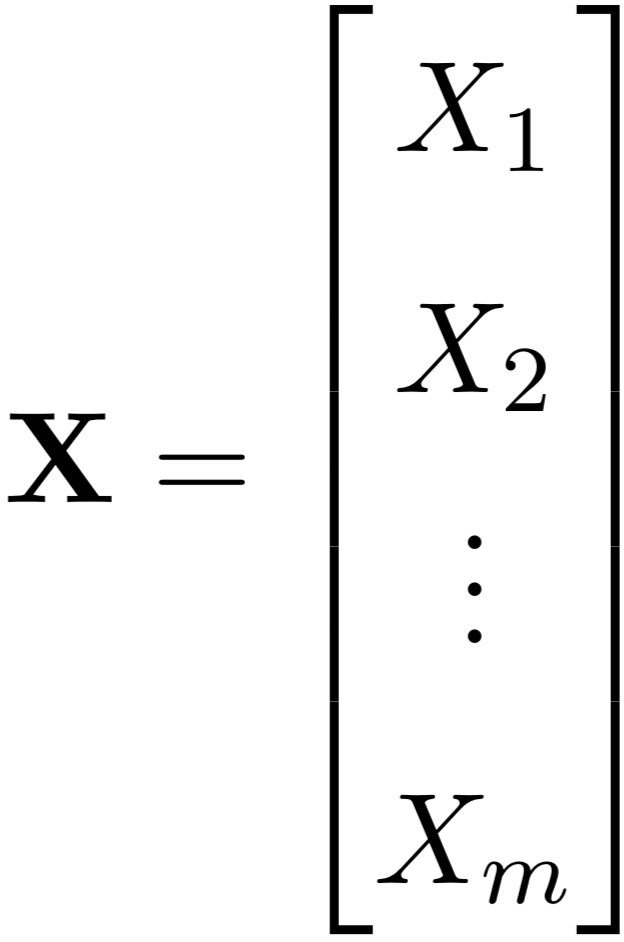 X₁
X₂
𝐗 =
⋮
Xₘ